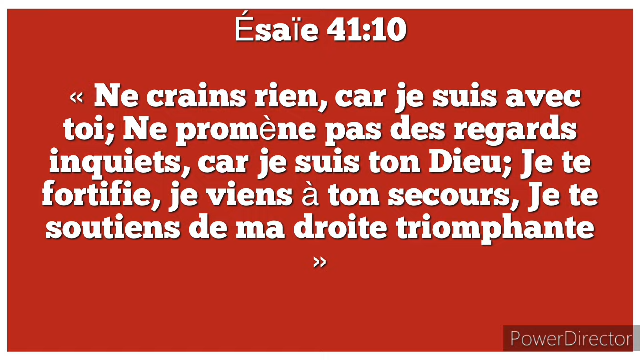 Ésaïe 41:10
« Ne crains rien, car je suis avec
toi; Ne promène pas des regards
inquiets, car je suis ton Dieu; Je te
fortifie, je viens à ton secours, Je te
soutiens de ma droite triomphante
»
PowerDirector